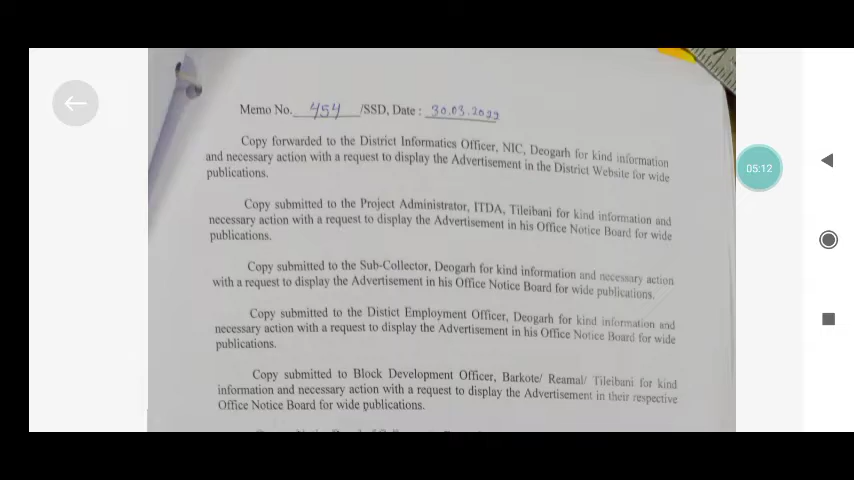 Memo No. 454 /SSD, Date : 30.03.2022
Copy forwarded to the District Informatics Officer, NIC, Deogarh for kind information
and necessary action with a request to display the Advertisement in the District Website for wide
publications.
Copy submitted to the Project Administrator, ITDA, Tileibani for kind information and
necessary action with a request to display the Advertisement in his Office Notice Board for wide
publications.
Copy submitted to the Sub-Collector, Deogarh for kind information and necessary action
with a request to display the Advertisement in his Office Notice Board for wide publications.
Copy submitted to the Distict Employment Officer, Deogarh for kind information and
necessary action with a request to display the Advertisement in his Office Notice Board for wide
publications.
Copy submitted to Block Development Officer, Barkote/ Reamal/ Tileibani for kind
information and necessary action with a request to display the Advertisement in their respective
Office Notice Board for wide publications.
05:12